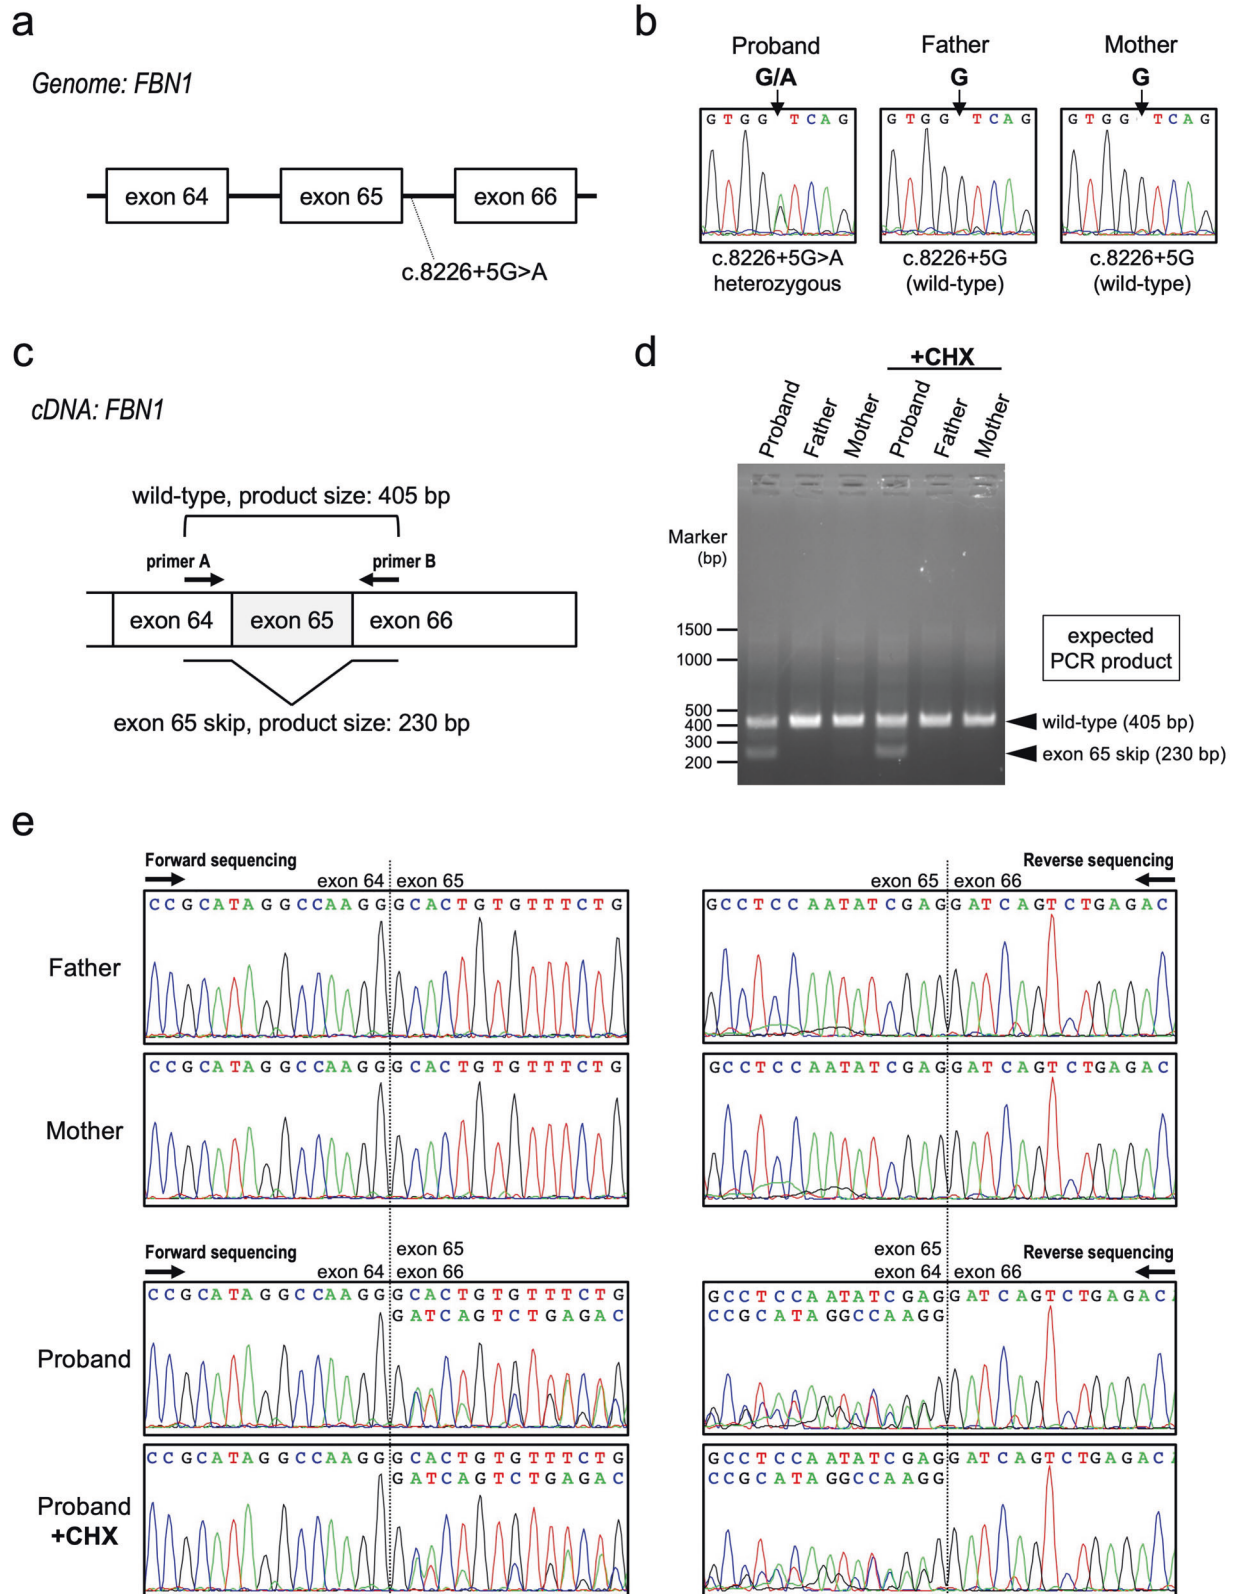 a
Genome: FBN1
exon 64
exon 65
exon 66
c.8226+5G>A
b
Proband
G/A
G T G G T C A G
c.8226+5G>A
heterozygous
Father
G
G T G G T C A G
c.8226+5G
(wild-type)
Mother
G
G T G G T C A G
c.8226+5G
(wild-type)
c
cDNA: FBN1
wild-type, product size: 405 bp
primer A
primer B
exon 64
exon 65
exon 66
exon 65 skip, product size: 230 bp
d
+CHX
Proband
Father
Mother
Proband
Father
Mother
Marker
(bp)
1500
1000
500
400
300
200
expected
PCR product
wild-type (405 bp)
exon 65 skip (230 bp)
e
Forward sequencing
exon 64 exon 65
Reverse sequencing
exon 65 exon 66
Father
C C G C A T A G G C C A A G G G C A C T G T G T T T C T G
G C C T C C A A T A T C G A G G A T C A G T C T G A G A C
Mother
C C G C A T A G G C C A A G G G C A C T G T G T T T C T G
G C C T C C A A T A T C G A G G A T C A G T C T G A G A C
Forward sequencing
exon 65
exon 64 exon 66
Reverse sequencing
exon 65
exon 64 exon 66
Proband
C C G C A T A G G C C A A G G G C A C T G T G T T T C T G
G A T C A G T C T G A G A C
G C C T C C A A T A T C G A G G A T C A G T C T G A G A C
C C G C A T A G G C C A A G G
Proband
+CHX
C C G C A T A G G C C A A G G G C A C T G T G T T T C T G
G A T C A G T C T G A G A C
G C C T C C A A T A T C G A G G A T C A G T C T G A G A C
C C G C A T A G G C C A A G G